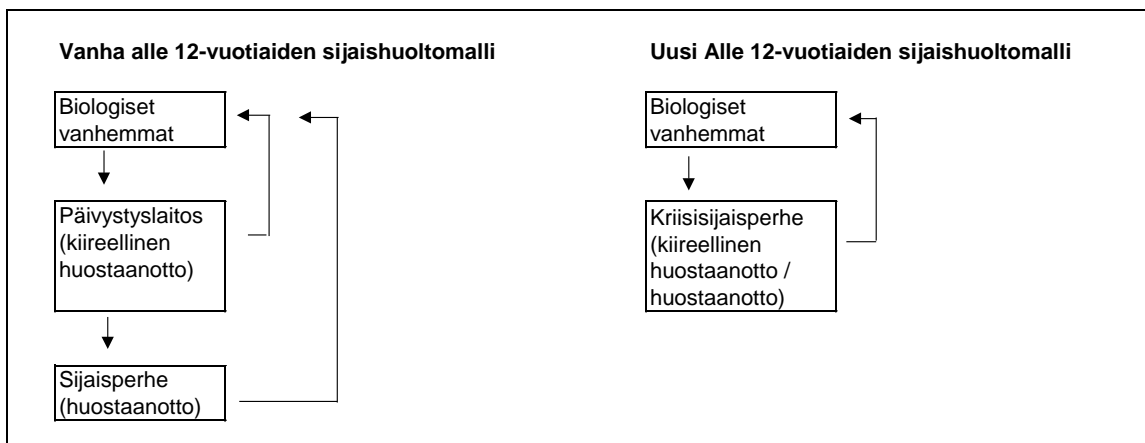 Vanha alle 12-vuotiaiden sijaishuoltomalli
Biologiset
vanhemmat
Päivystyslaitos
(kiireellinen
huostaanotto)
Sijaisperhe
(huostaanotto)
Uusi Alle 12-vuotiaiden sijaishuoltomalli
Biologiset
vanhemmat
Kriisisijaisperhe
(kiireellinen
huostaanotto /
huostaanotto)